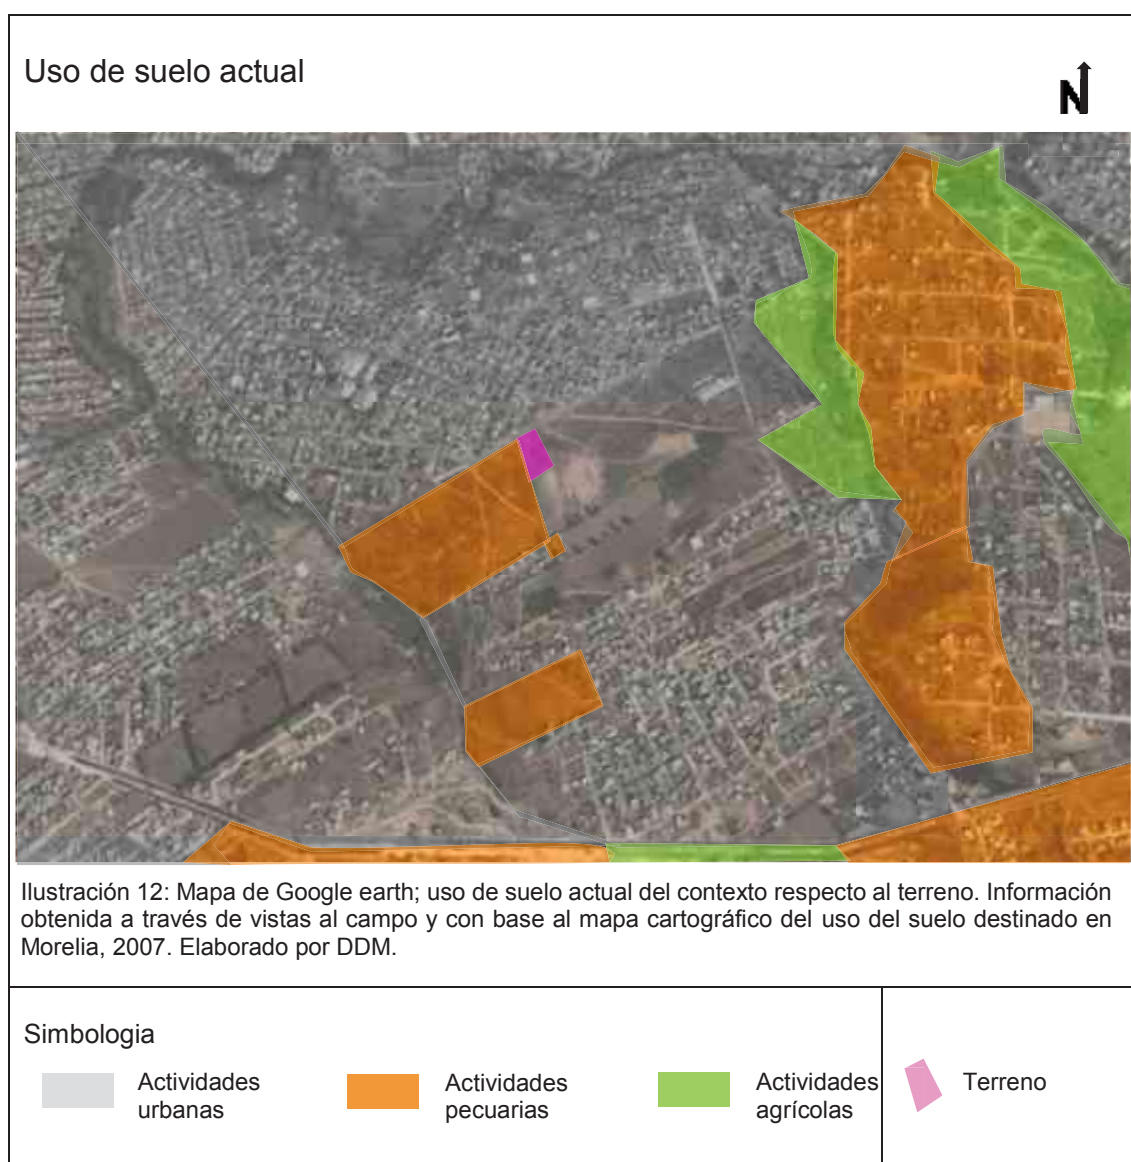 Uso de suelo actual
N
Ilustración 12: Mapa de Google earth; uso de suelo actual del contexto respecto al terreno. Información
obtenida a través de vistas al campo y con base al mapa cartográfico del uso del suelo destinado en
Morelia, 2007. Elaborado por DDM.
Simbologia
Actividades
urbanas
Actividades
pecuarias
Actividades
agrícolas
Terreno